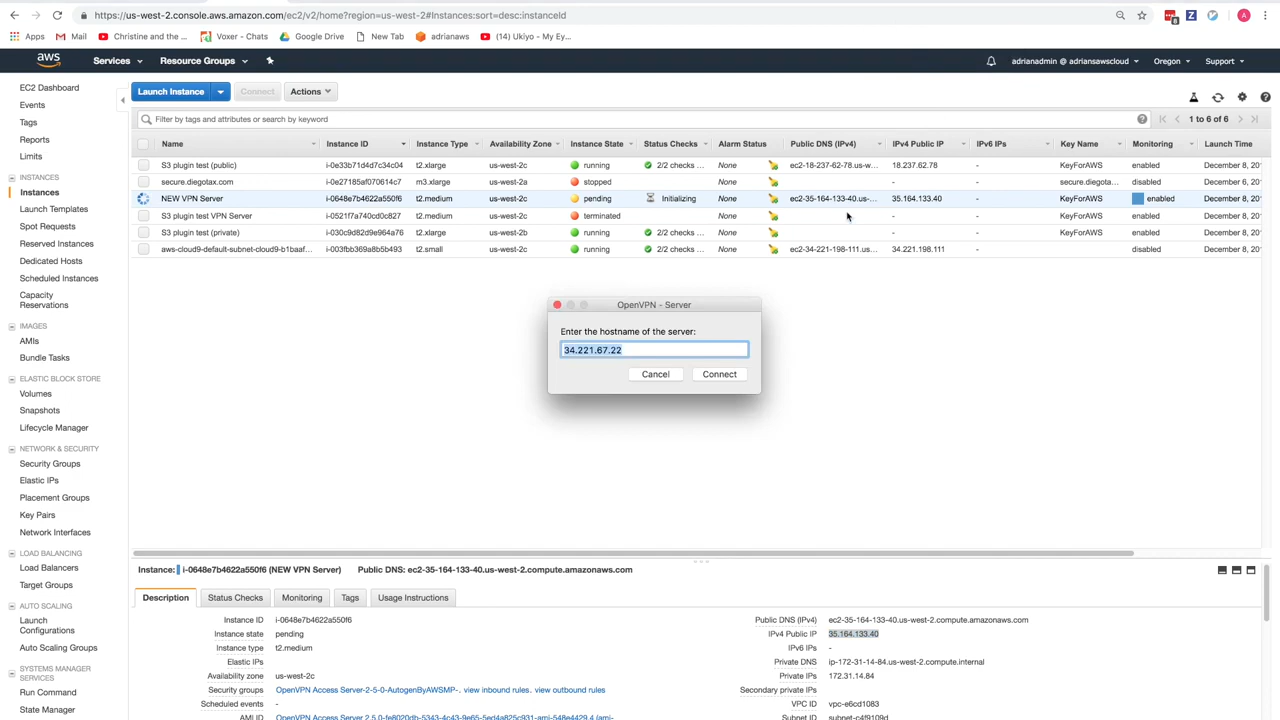 https://us-west-2.console.aws.amazon.com/ec2/v2/home?region=us-west-2#Instances:sort=desc:instanceId
Apps Mail Christine and the ... Voxer - Chats Google Drive New Tab adrianaws (14) Ukiyo - My Ey...
aws Services Resource Groups adrianadmin @ adriansawscloud Oregon Support
EC2 Dashboard
Events
Tags
Reports
Limits
INSTANCES
Instances
Launch Templates
Spot Requests
Reserved Instances
Dedicated Hosts
Scheduled Instances
Capacity
Reservations
IMAGES
AMIs
Bundle Tasks
ELASTIC BLOCK STORE
Volumes
Snapshots
Lifecycle Manager
NETWORK & SECURITY
Security Groups
Elastic IPs
Placement Groups
Key Pairs
Network Interfaces
LOAD BALANCING
Load Balancers
Target Groups
AUTO SCALING
Launch
Configurations
Auto Scaling Groups
SYSTEMS MANAGER
SERVICES
Run Command
State Manager
Launch Instance Connect Actions
Filter by tags and attributes or search by keyword 1 to 6 of 6
Name Instance ID Instance Type Availability Zone Instance State Status Checks Alarm Status Public DNS (IPv4) IPv4 Public IP IPv6 IPs Key Name Monitoring Launch Time
S3 plugin test (public) i-0e33b71d4d7c34c04 t2.xlarge us-west-2c running 2/2 checks ... None ec2-18-237-62-78.us-w... 18.237.62.78 - KeyForAWS enabled December 8, 20
secure.diegotax.com i-0e27185af070614c7 m3.xlarge us-west-2a stopped None - secure.diegota... disabled December 6, 20
NEW VPN Server i-0648e7b4622a550f6 t2.medium us-west-2c pending Initializing None ec2-35-164-133-40.us-... 35.164.133.40 - KeyForAWS enabled December 8, 20
S3 plugin test VPN Server i-0521f7a740cd0c827 t2.medium us-west-2c terminated None - - KeyForAWS enabled December 8, 20
S3 plugin test (private) i-030c9d82d9e964a76 t2.xlarge us-west-2b running 2/2 checks ... None - - KeyForAWS enabled December 8, 20
aws-cloud9-default-subnet-cloud9-b1baaf... i-003fbb369a8b5b493 t2.small us-west-2c running 2/2 checks ... None ec2-34-221-198-111.us... 34.221.198.111 - disabled December 8, 20
OpenVPN - Server
Enter the hostname of the server:
34.221.67.22
Cancel Connect
Instance: i-0648e7b4622a550f6 (NEW VPN Server) Public DNS: ec2-35-164-133-40.us-west-2.compute.amazonaws.com
Description Status Checks Monitoring Tags Usage Instructions
Instance ID i-0648e7b4622a550f6 Public DNS (IPv4) ec2-35-164-133-40.us-west-2.compute.amazonaws.com
Instance state pending IPv4 Public IP 35.164.133.40
Instance type t2.medium IPv6 IPs -
Elastic IPs Private DNS ip-172-31-14-84.us-west-2.compute.internal
Availability zone us-west-2c Private IPs 172.31.14.84
Security groups OpenVPN Access Server-2-5-0-AutogenByAWSMP-. view inbound rules. view outbound rules Secondary private IPs
Scheduled events - VPC ID vpc-e6cd1083
AMI ID OpenVPN Access Server 2.5.0-fe8020db-5343-4c43-9e65-5ed4a825c931-ami-548e4429.4 (ami- Subnet ID subnet-c4f9109d